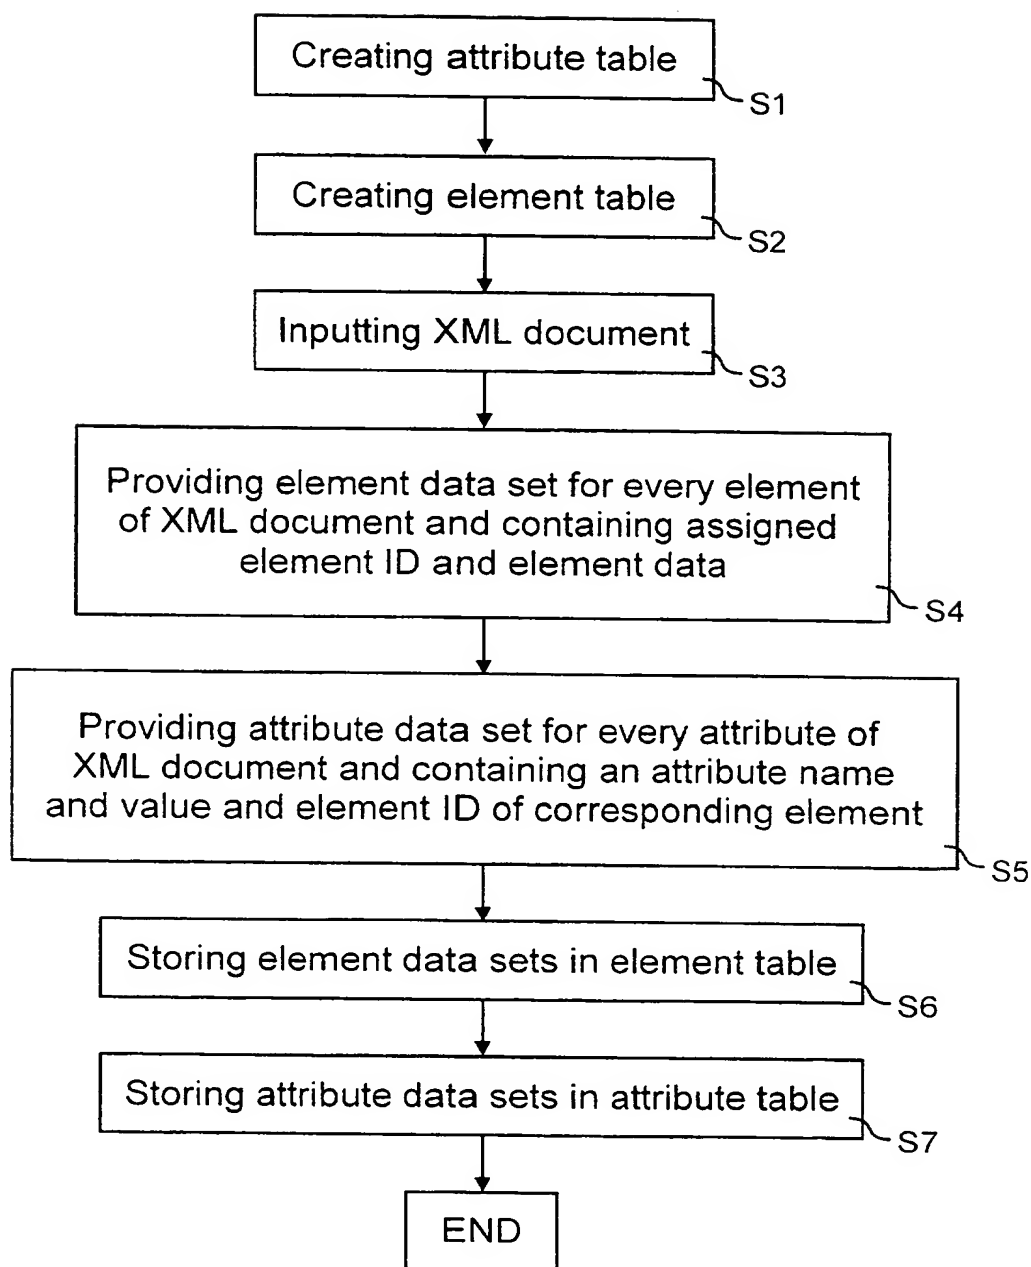 Creating attribute table
S1
Creating element table
S2
Inputting XML document
S3
Providing element data set for every element
of XML document and containing assigned
element ID and element data
S4
Providing attribute data set for every attribute of
XML document and containing an attribute name
and value and element ID of corresponding element
S5
Storing element data sets in element table
S6
Storing attribute data sets in attribute table
S7
END